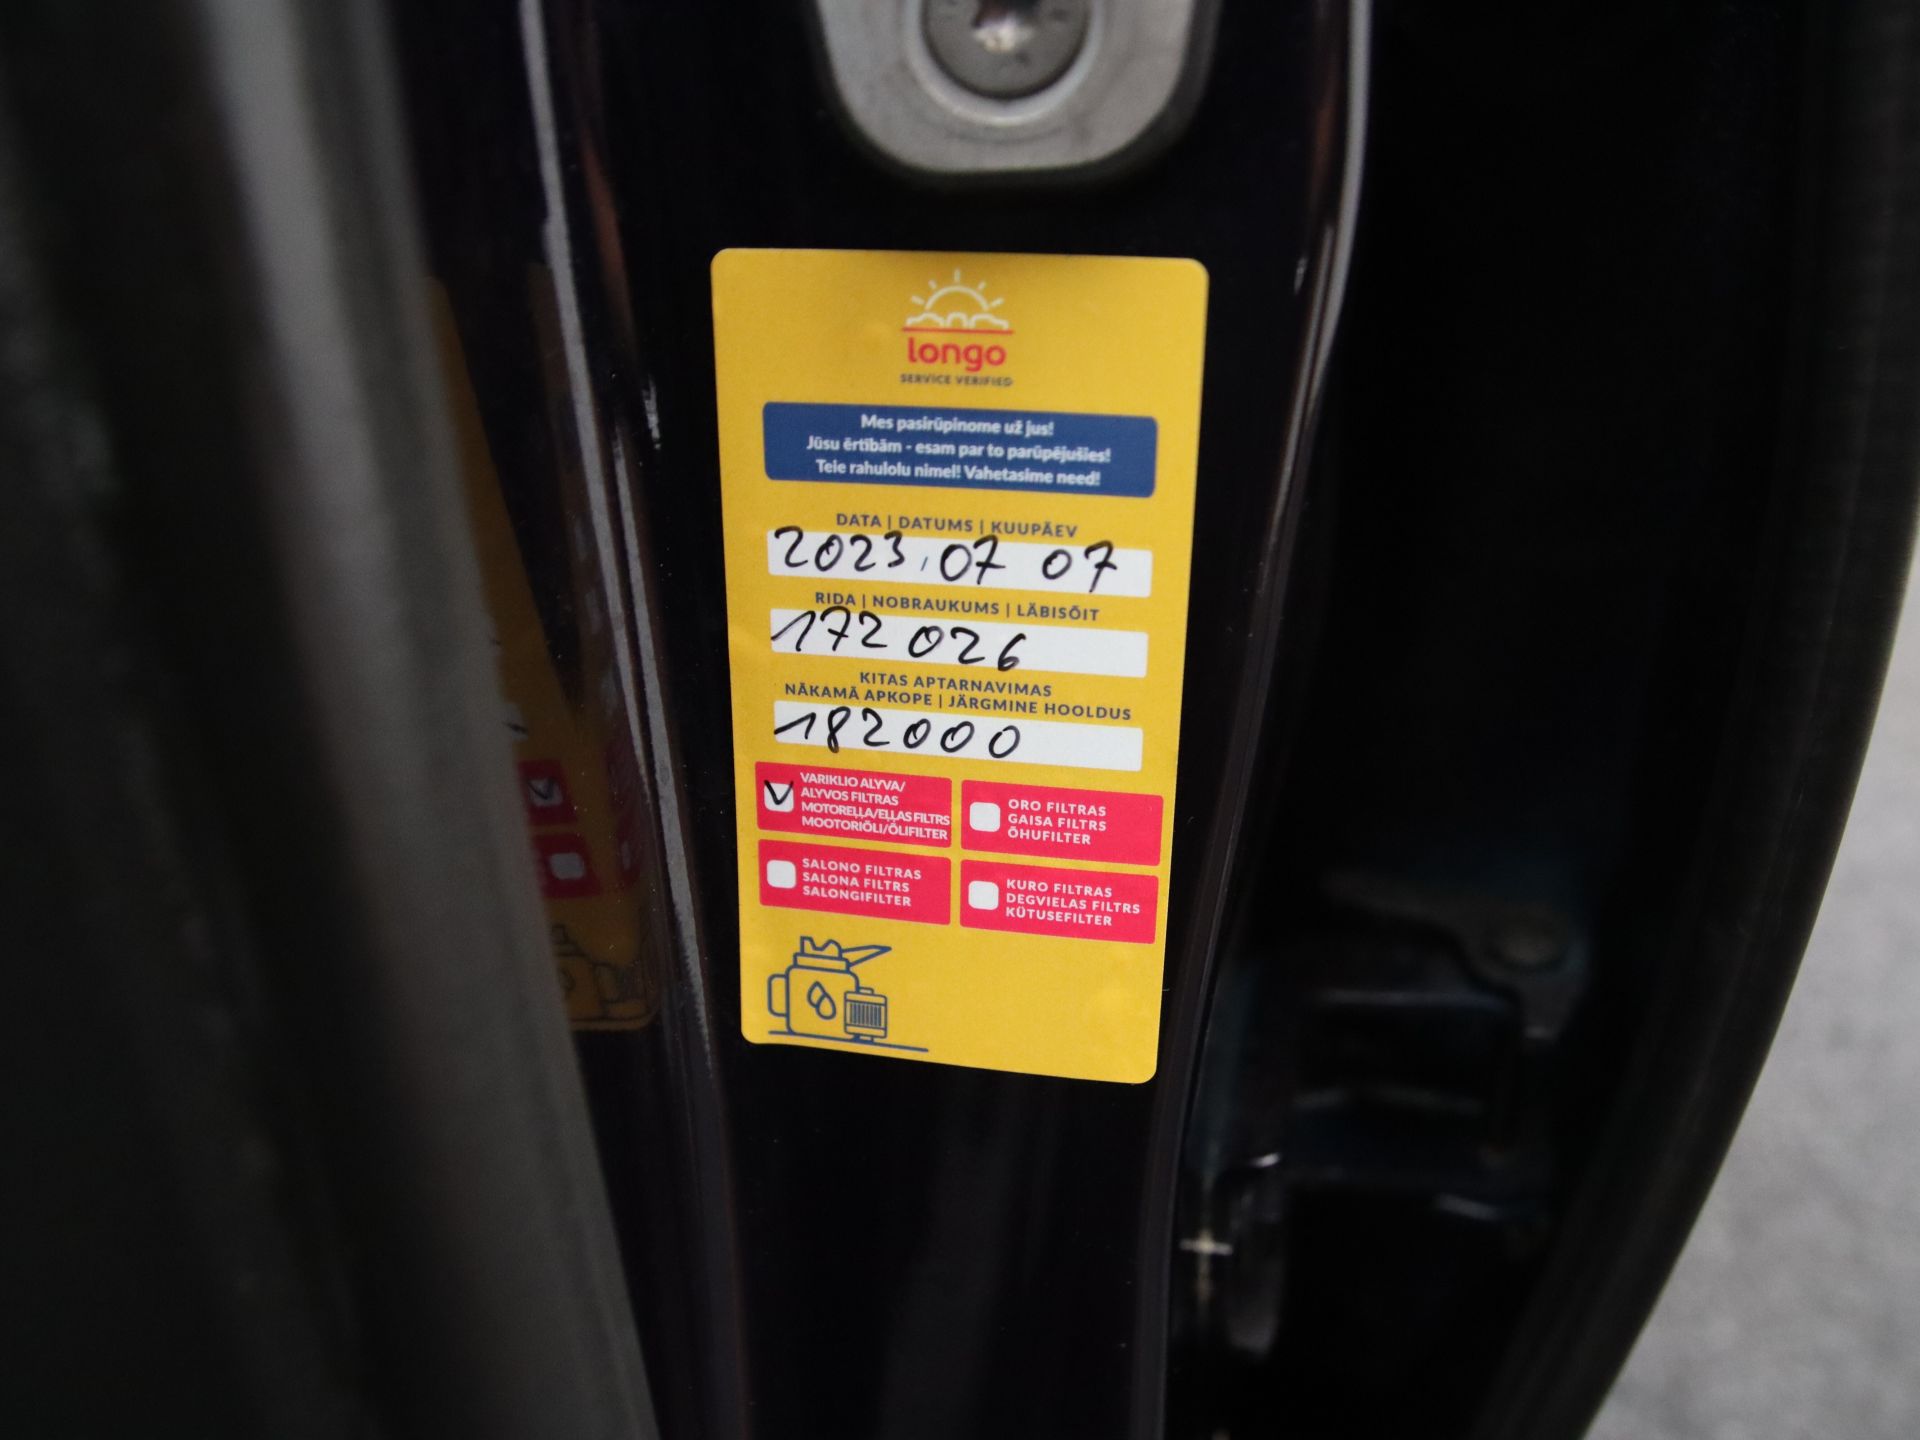 longo
SERVICE VERIFIED
Mes pasirūpinome už jus!
Jūsu ērtībām - esam par to parūpējušies!
Teie rahulolu nimel! Vahetasime need!
DATA | DATUMS | KUUPÄEV
2023.07 07
RIDA | NOBRAUKUMS | LÄBISÕIT
172 026
KITAS APTARNAVIMAS
NĀKAMĀ APKOPE | JÄRGMINE HOOLDUS
182000
VARIKLIO ALYVA/
ALYVOS FILTRAS
MOTORELLA/ELLAS FILTRS
MOOTORIÕLI/ÕLIFILTER
ORO FILTRAS
GAISA FILTRS
ÕHUFILTER
SALONO FILTRAS
SALONA FILTRS
SALONGIFILTER
KURO FILTRAS
DEGVIELAS FILTRS
KÜTUSEFILTER